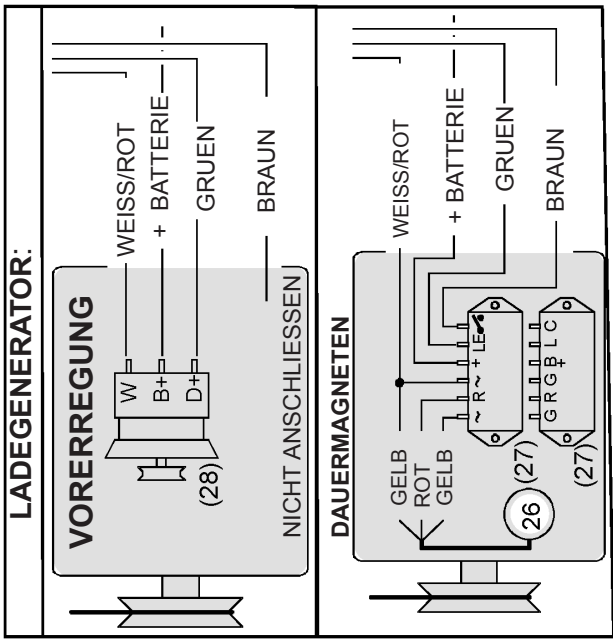 LADEGENERATOR:
VORERREGUNG
WEISS/ROT
+ BATTERIE
GRUEN
BRAUN
W
B+
D+
(28)
NICHT ANSCHLIESSEN
DAUERMAGNETEN
WEISS/ROT
+ BATTERIE
GRUEN
BRAUN
GELB
ROT
GELB
~ R ~ + LE
G R G B+ L C
(27)
(27)
26